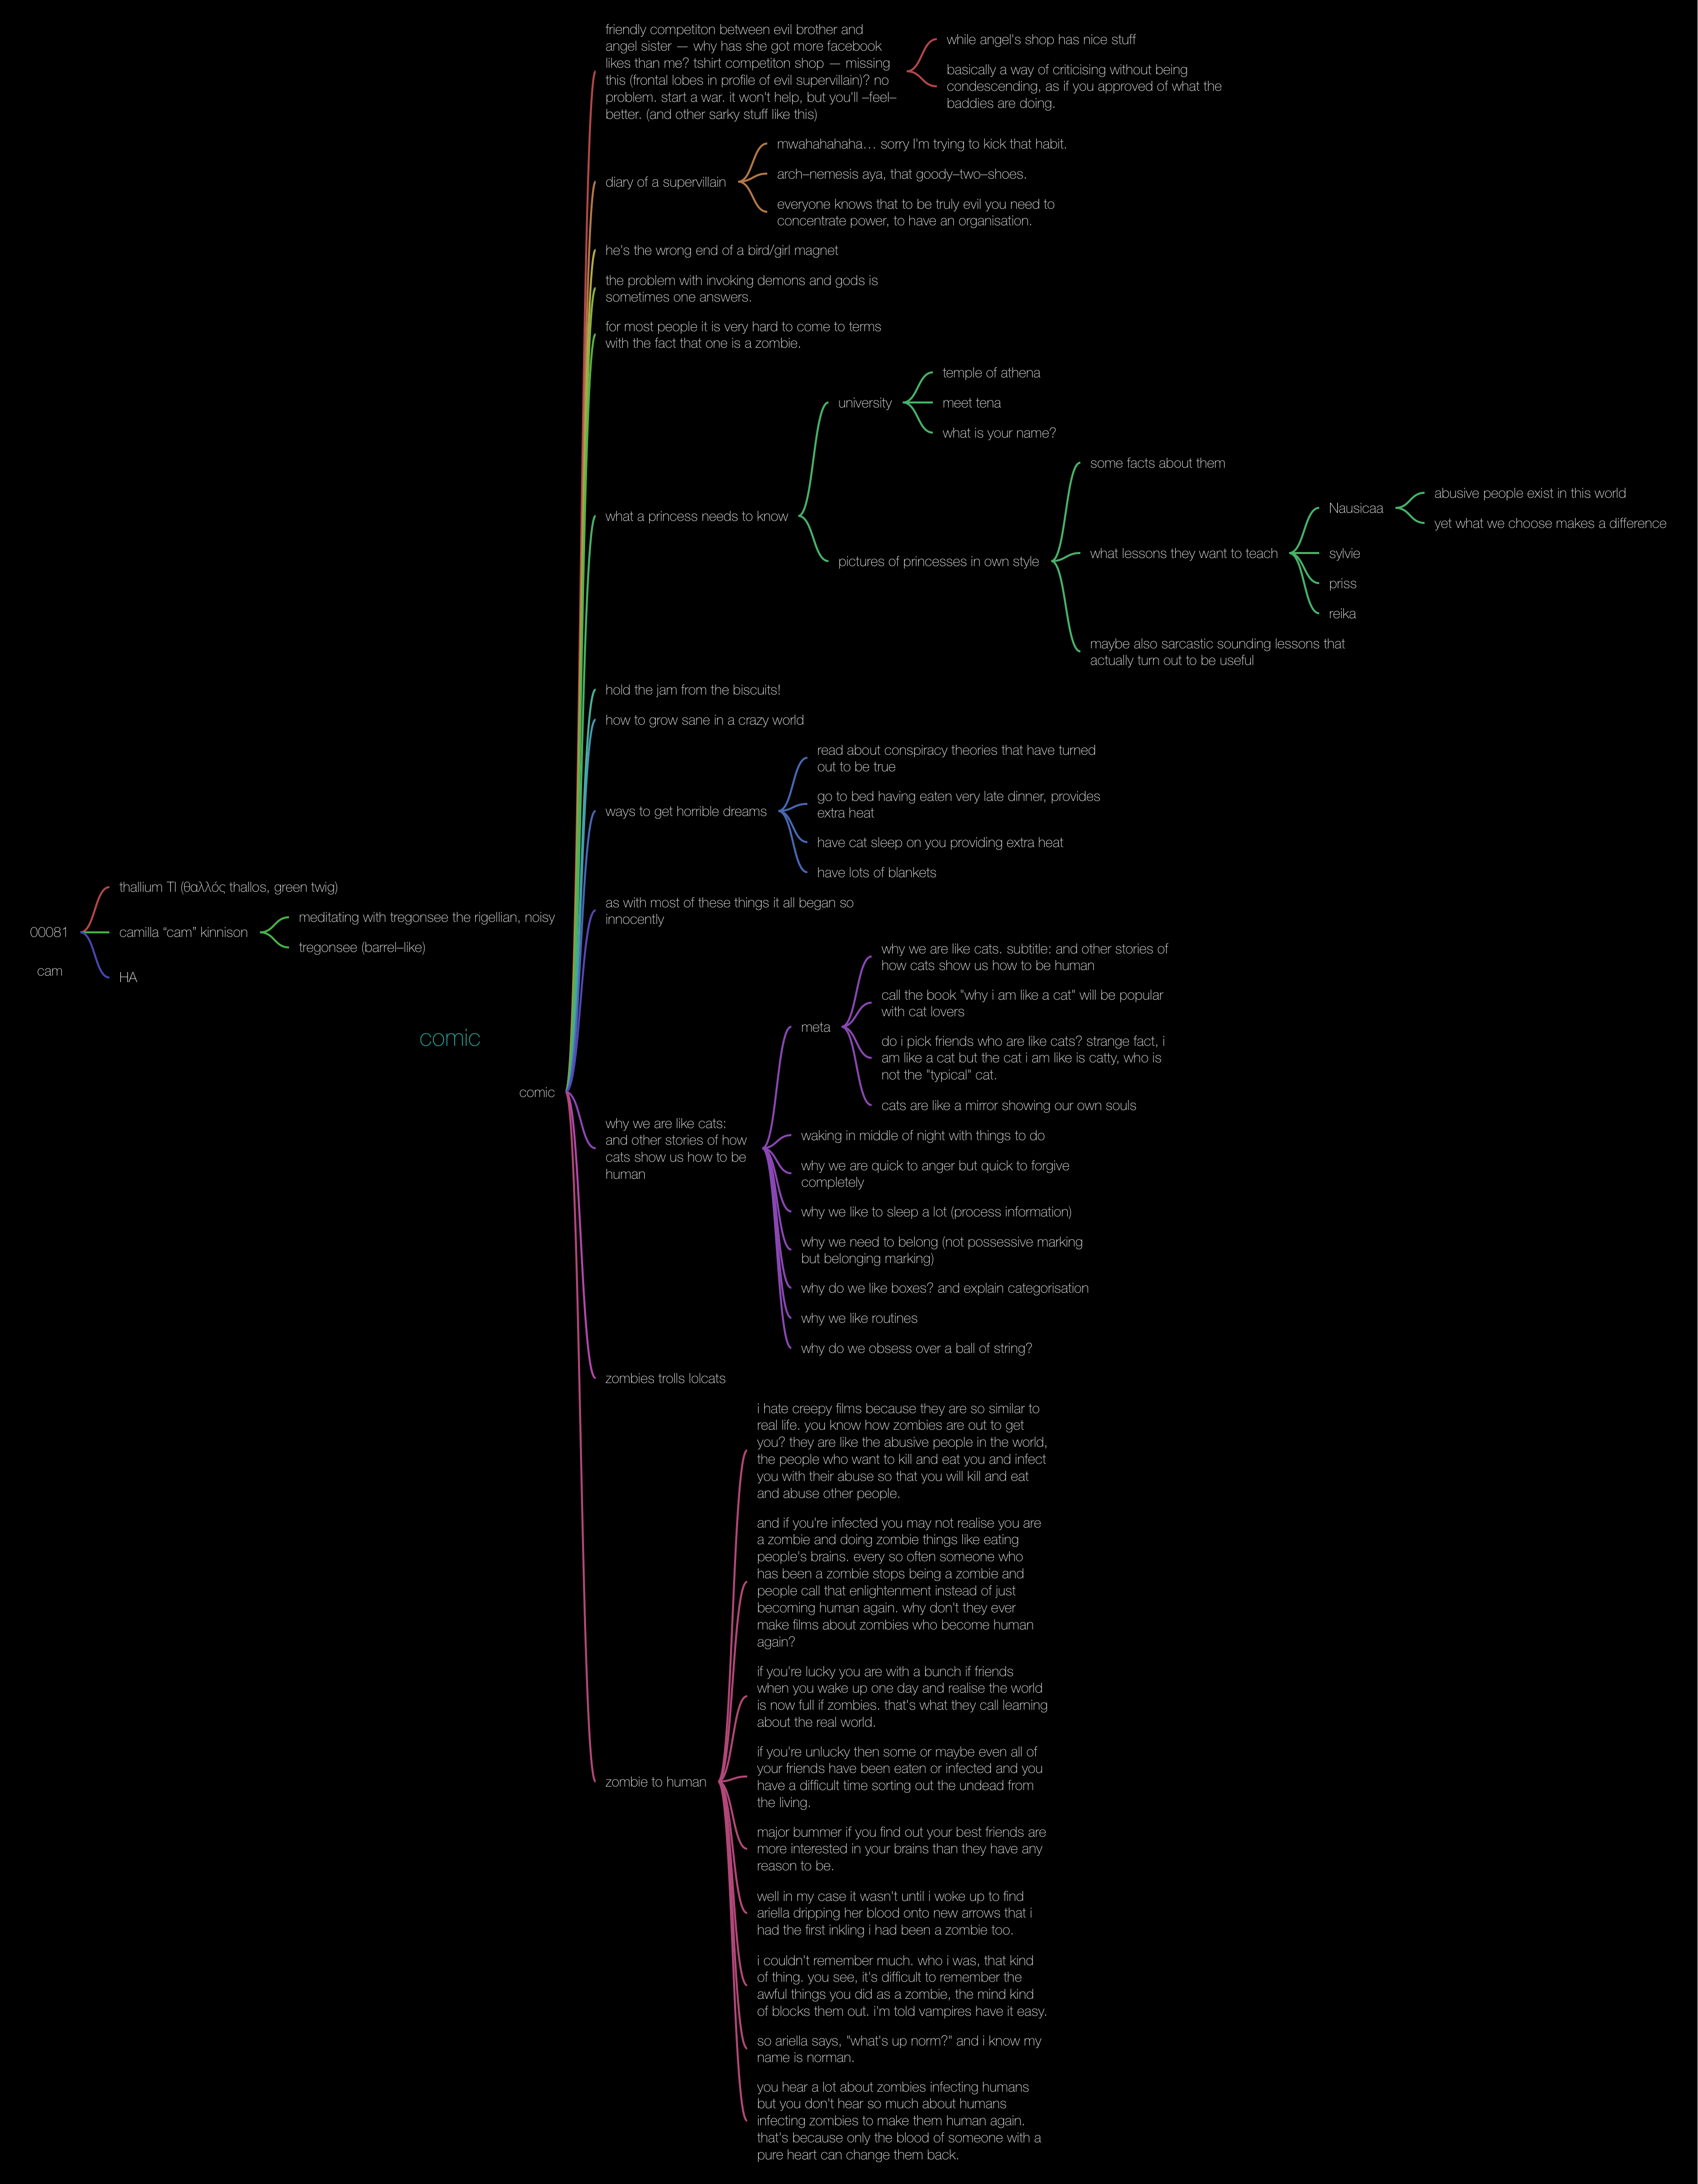 friendly competiton between evil brother and
angel sister — why has she got more facebook
likes than me? tshirt competiton shop — missing
this (frontal lobes in profile of evil supervillain)? no
problem. start a war. it won't help, but you'll –feel–
better. (and other sarky stuff like this)
while angel's shop has nice stuff
basically a way of criticising without being
condescending, as if you approved of what the
baddies are doing.
diary of a supervillain
mwahahahaha… sorry I'm trying to kick that habit.
arch–nemesis aya, that goody–two–shoes.
everyone knows that to be truly evil you need to
concentrate power, to have an organisation.
he's the wrong end of a bird/girl magnet
the problem with invoking demons and gods is
sometimes one answers.
for most people it is very hard to come to terms
with the fact that one is a zombie.
what a princess needs to know
university
temple of athena
meet tena
what is your name?
pictures of princesses in own style
some facts about them
what lessons they want to teach
Nausicaa
abusive people exist in this world
yet what we choose makes a difference
sylvie
priss
reika
maybe also sarcastic sounding lessons that
actually turn out to be useful
hold the jam from the biscuits!
how to grow sane in a crazy world
ways to get horrible dreams
read about conspiracy theories that have turned
out to be true
go to bed having eaten very late dinner, provides
extra heat
have cat sleep on you providing extra heat
have lots of blankets
00081
cam
thallium Tl (θαλλός thallos, green twig)
camilla “cam” kinnison
meditating with tregonsee the rigellian, noisy
tregonsee (barrel–like)
HA
comic
comic
as with most of these things it all began so
innocently
why we are like cats:
and other stories of how
cats show us how to be
human
meta
why we are like cats. subtitle: and other stories of
how cats show us how to be human
call the book "why i am like a cat" will be popular
with cat lovers
do i pick friends who are like cats? strange fact, i
am like a cat but the cat i am like is catty, who is
not the "typical" cat.
cats are like a mirror showing our own souls
waking in middle of night with things to do
why we are quick to anger but quick to forgive
completely
why we like to sleep a lot (process information)
why we need to belong (not possessive marking
but belonging marking)
why do we like boxes? and explain categorisation
why we like routines
why do we obsess over a ball of string?
zombies trolls lolcats
zombie to human
i hate creepy films because they are so similar to
real life. you know how zombies are out to get
you? they are like the abusive people in the world,
the people who want to kill and eat you and infect
you with their abuse so that you will kill and eat
and abuse other people.
and if you're infected you may not realise you are
a zombie and doing zombie things like eating
people's brains. every so often someone who
has been a zombie stops being a zombie and
people call that enlightenment instead of just
becoming human again. why don't they ever
make films about zombies who become human
again?
if you're lucky you are with a bunch if friends
when you wake up one day and realise the world
is now full if zombies. that's what they call learning
about the real world.
if you're unlucky then some or maybe even all of
your friends have been eaten or infected and you
have a difficult time sorting out the undead from
the living.
major bummer if you find out your best friends are
more interested in your brains than they have any
reason to be.
well in my case it wasn't until i woke up to find
ariella dripping her blood onto new arrows that i
had the first inkling i had been a zombie too.
i couldn't remember much. who i was, that kind
of thing. you see, it's difficult to remember the
awful things you did as a zombie, the mind kind
of blocks them out. i'm told vampires have it easy.
so ariella says, "what's up norm?" and i know my
name is norman.
you hear a lot about zombies infecting humans
but you don't hear so much about humans
infecting zombies to make them human again.
that's because only the blood of someone with a
pure heart can change them back.